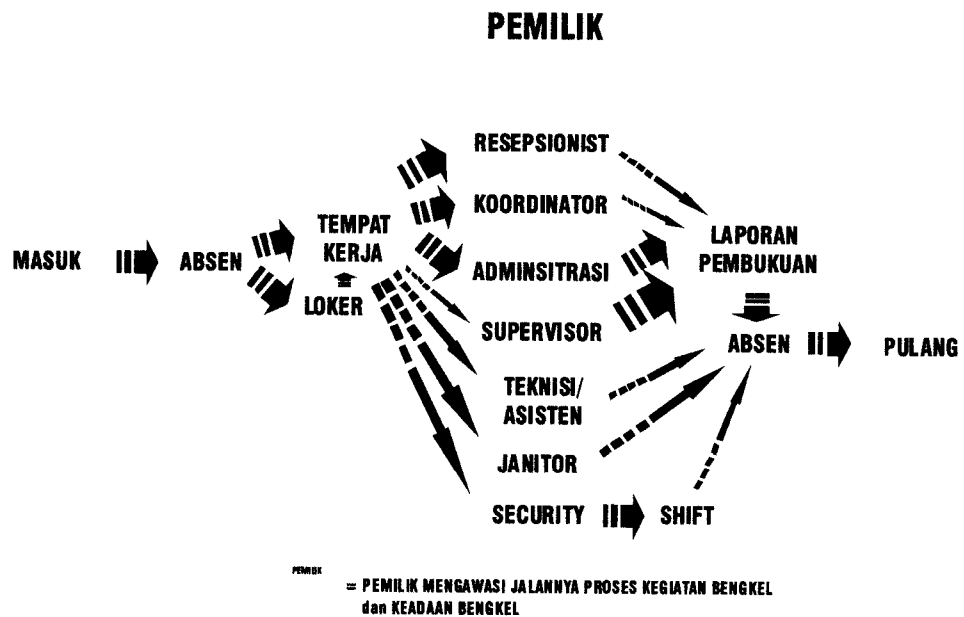 PEMILIK
RESEPSIONIST
KOORDINATOR
TEMPAT
KERJA
LAPORAN
PEMBUKUAN
MASUK
ABSEN
ADMINSITRASI
LOKER
SUPERVISOR
ABSEN
PULANG
TEKNISI/
ASISTEN
JANITOR
SECURITY
SHIFT
PEMILIK
= PEMILIK MENGAWASI JALANNYA PROSES KEGIATAN BENGKEL
dan KEADAAN BENGKEL